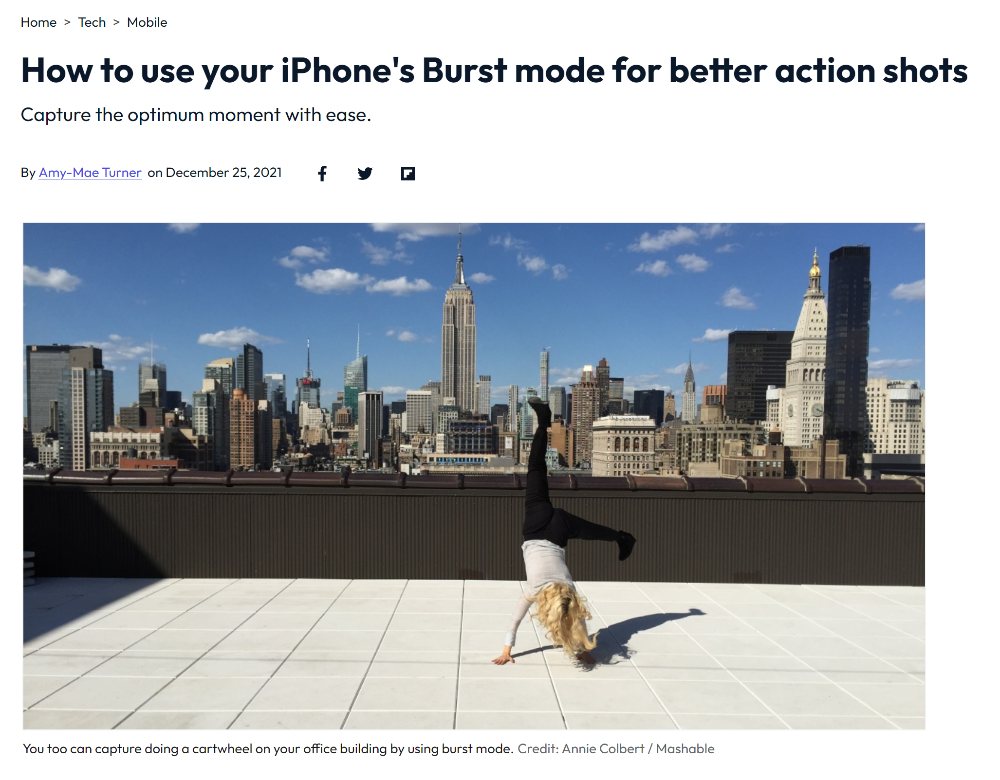 Home > Tech > Mobile
How to use your iPhone's Burst mode for better action shots
Capture the optimum moment with ease.
By Amy-Mae Turner on December 25, 2021
You too can capture doing a cartwheel on your office building by using burst mode. Credit: Annie Colbert / Mashable